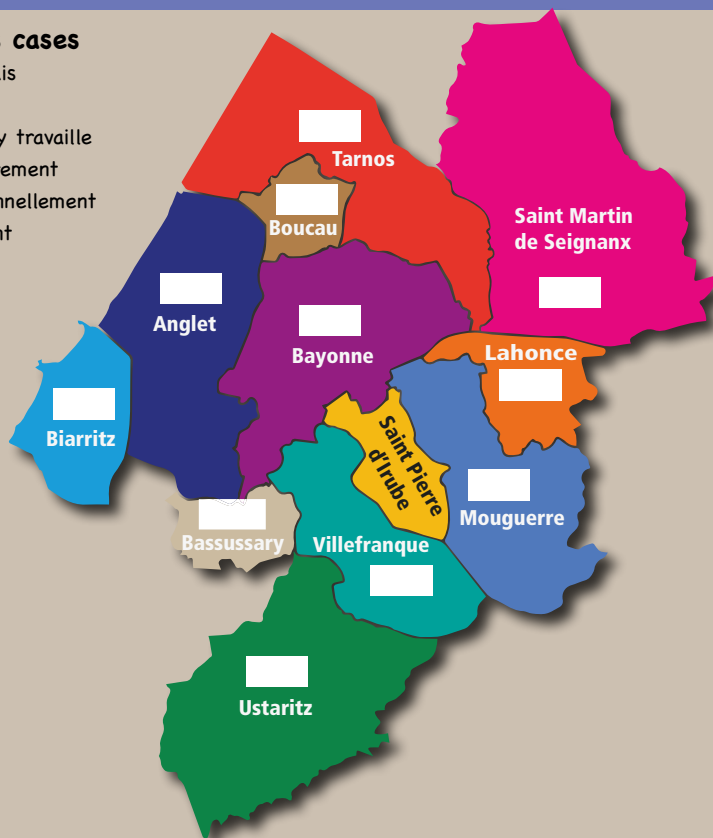 cases
is
y travaille
rement
nnellement
nt
Tarnos
Boucau
Saint Martin
de Seignanx
Anglet
Bayonne
Lahonce
Biarritz
Saint Pierre
d'Irube
Mouguerre
Bassussary
Villefranque
Ustaritz